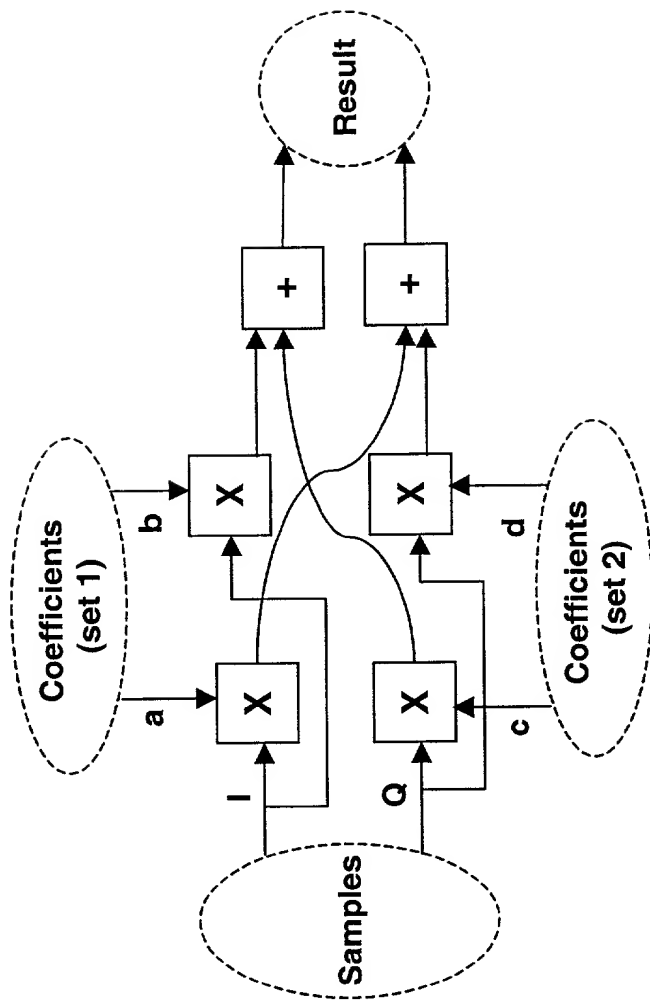 Coefficients
(set 1)
a
b
I
X
X
+
Samples
Result
Q
X
X
+
c
d
Coefficients
(set 2)